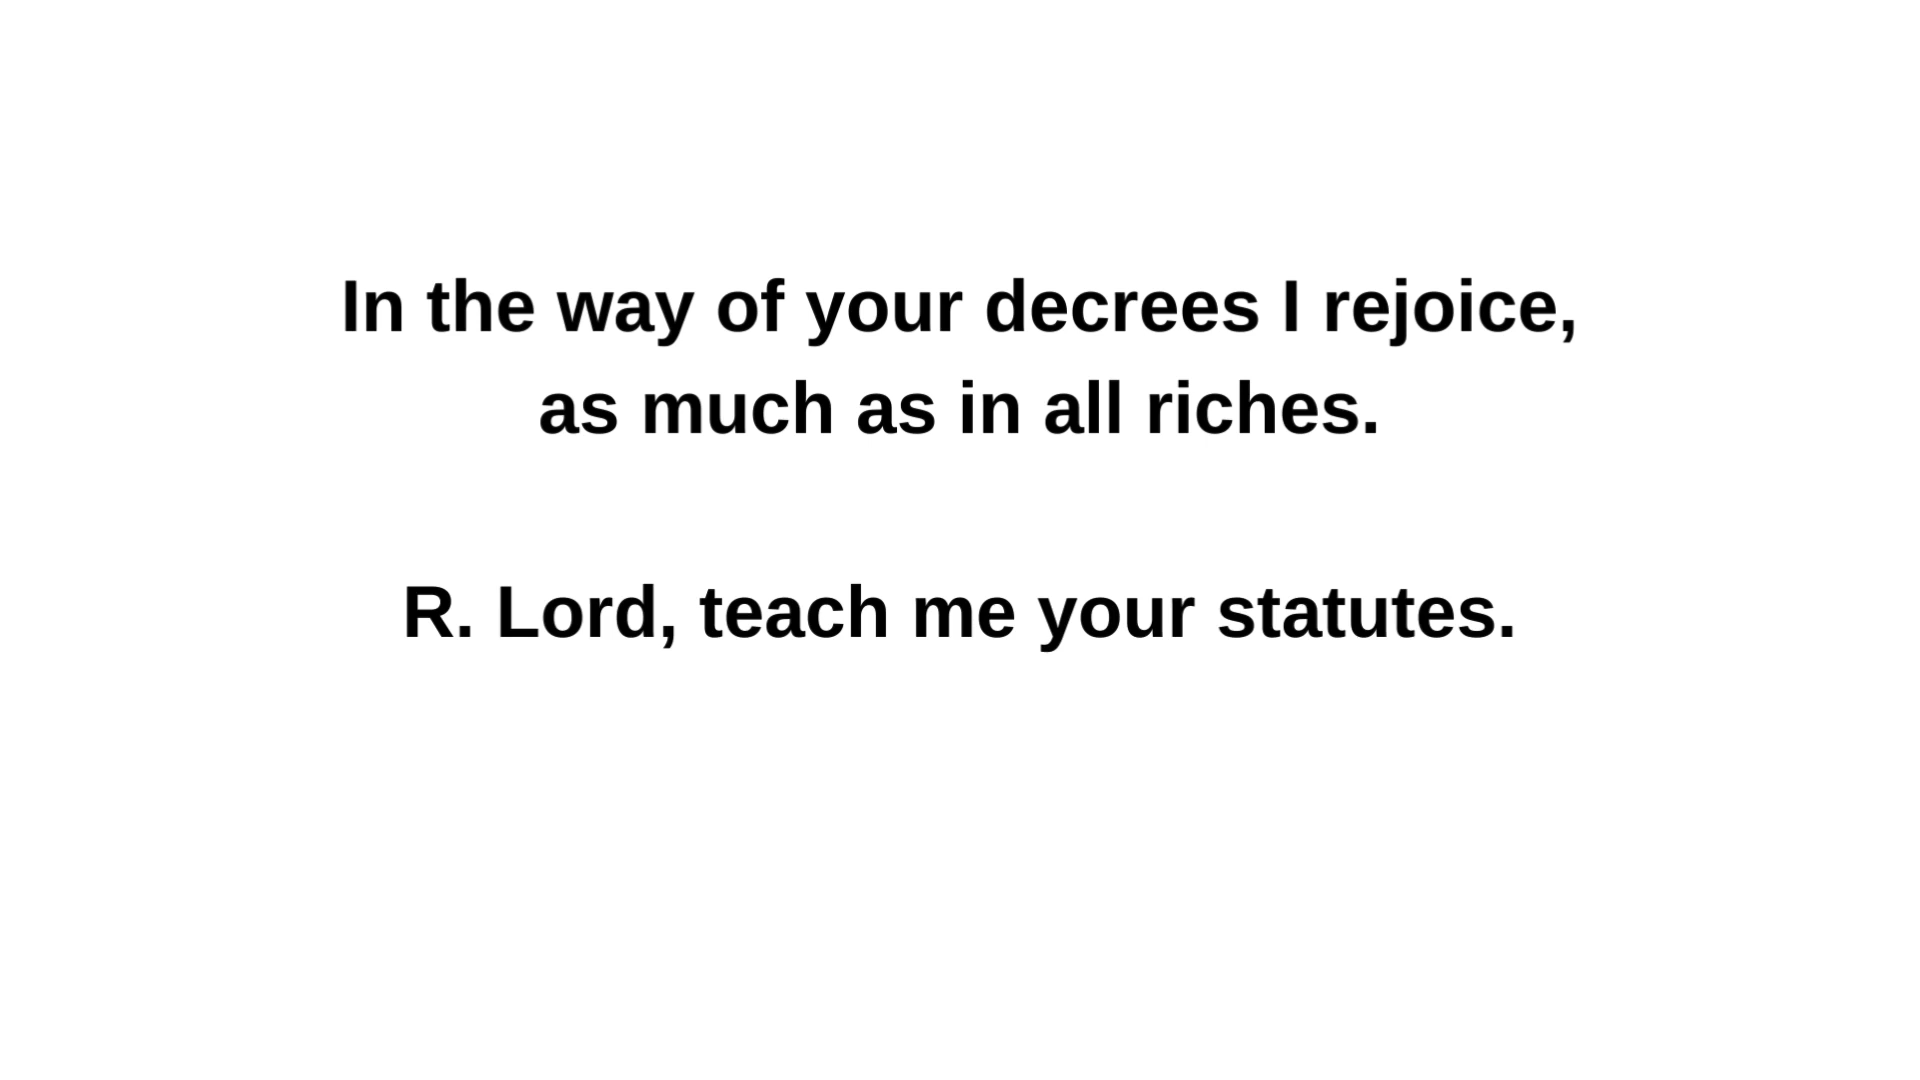 In the way of your decrees I rejoice,
as much as in all riches.
R. Lord, teach me your statutes.